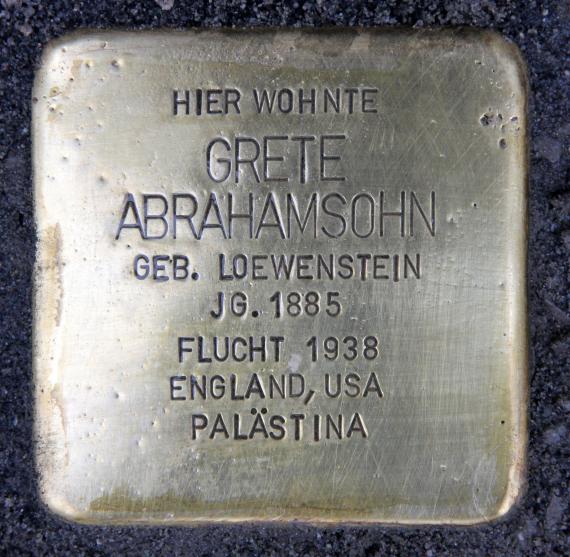 HIER WOHNTE
GRETE
ABRAHAMSOHN
GEB. LOEWENSTEIN
JG. 1885
FLUCHT 1938
ENGLAND, USA
PALÄSTINA